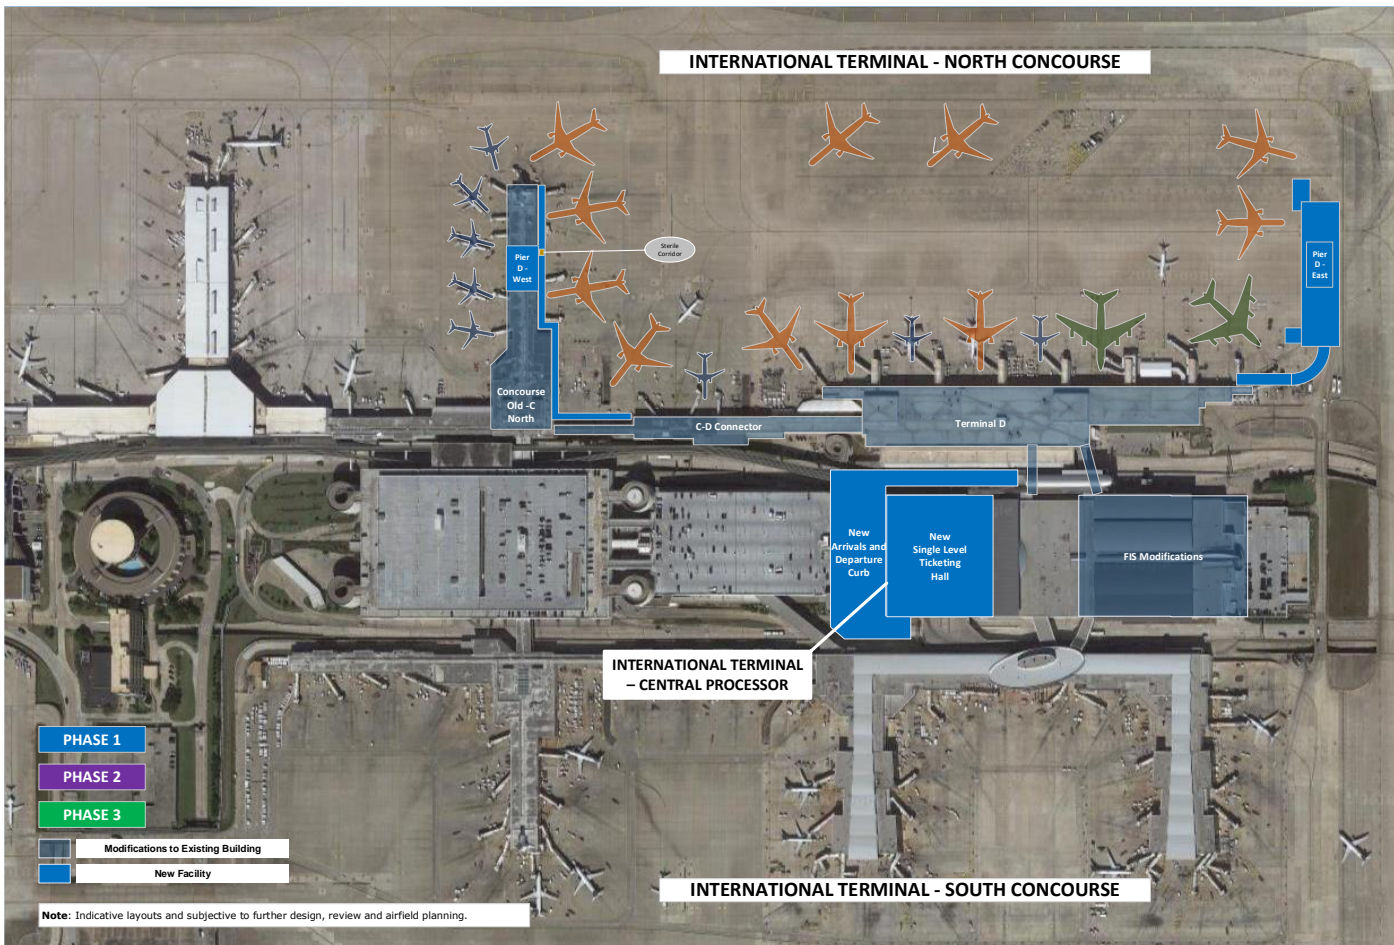 INTERNATIONAL TERMINAL - NORTH CONCOURSE
Sterile
Corridor
Pier
D -
West
Pier
D -
East
Concourse
Old -C
North
C-D Connector
Terminal D
New
Arrivals and
Departure
Curb
New
Single Level
Ticketing
Hall
FIS Modifications
INTERNATIONAL TERMINAL
– CENTRAL PROCESSOR
PHASE 1
PHASE 2
PHASE 3
Modifications to Existing Building
New Facility
INTERNATIONAL TERMINAL - SOUTH CONCOURSE
Note: Indicative layouts and subjective to further design, review and airfield planning.